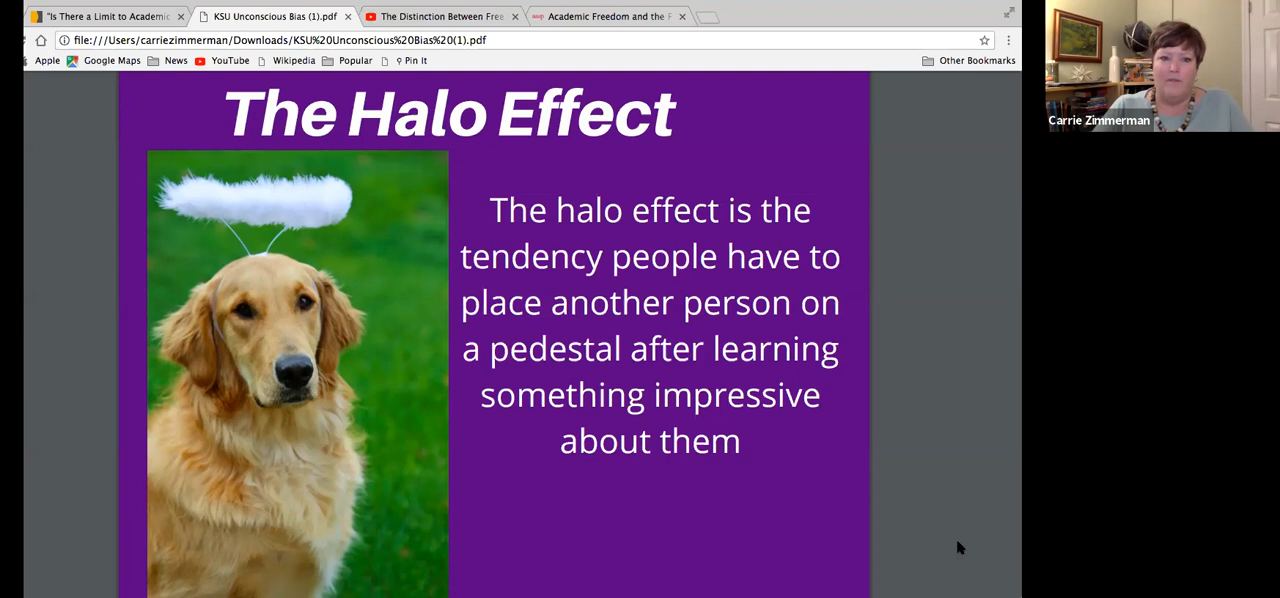 "Is There a Limit to Academic
KSU Unconscious Bias (1).pdf
The Distinction Between Free
aaup Academic Freedom and the F
file:///Users/carriezimmerman/Downloads/KSU%20Unconscious%20Bias%20(1).pdf
Apple Google Maps News YouTube Wikipedia Popular Pin It Other Bookmarks
Carrie Zimmerman
The Halo Effect
The halo effect is the
tendency people have to
place another person on
a pedestal after learning
something impressive
about them